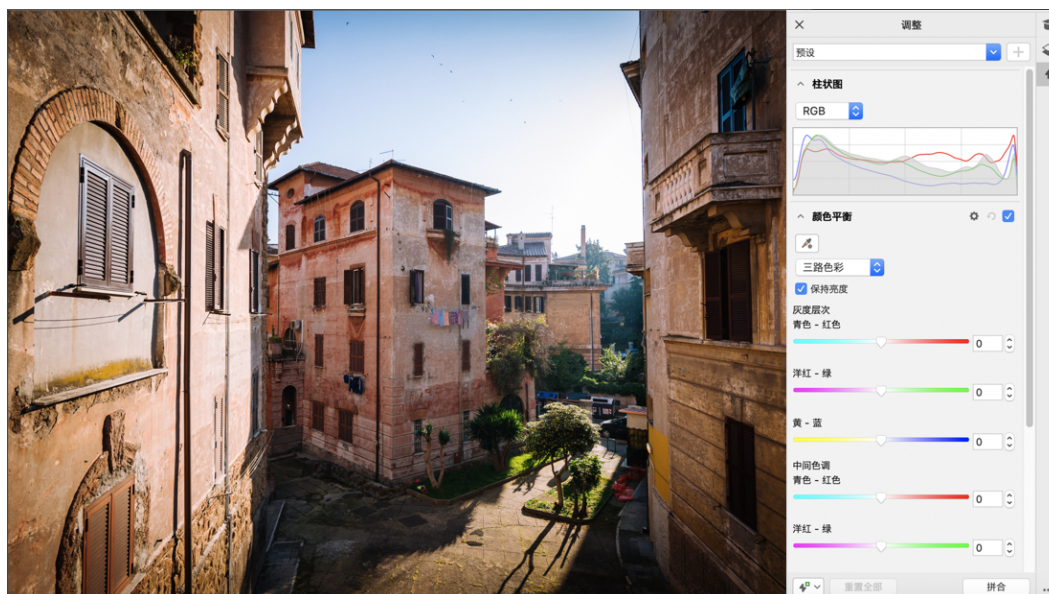 调整
预设
柱状图
RGB
颜色平衡
三路色彩
保持亮度
灰度层次
青色 - 红色
0
洋红 - 绿
0
黄 - 蓝
0
中间色调
青色 - 红色
0
洋红 - 绿
0
重置全部
拼合